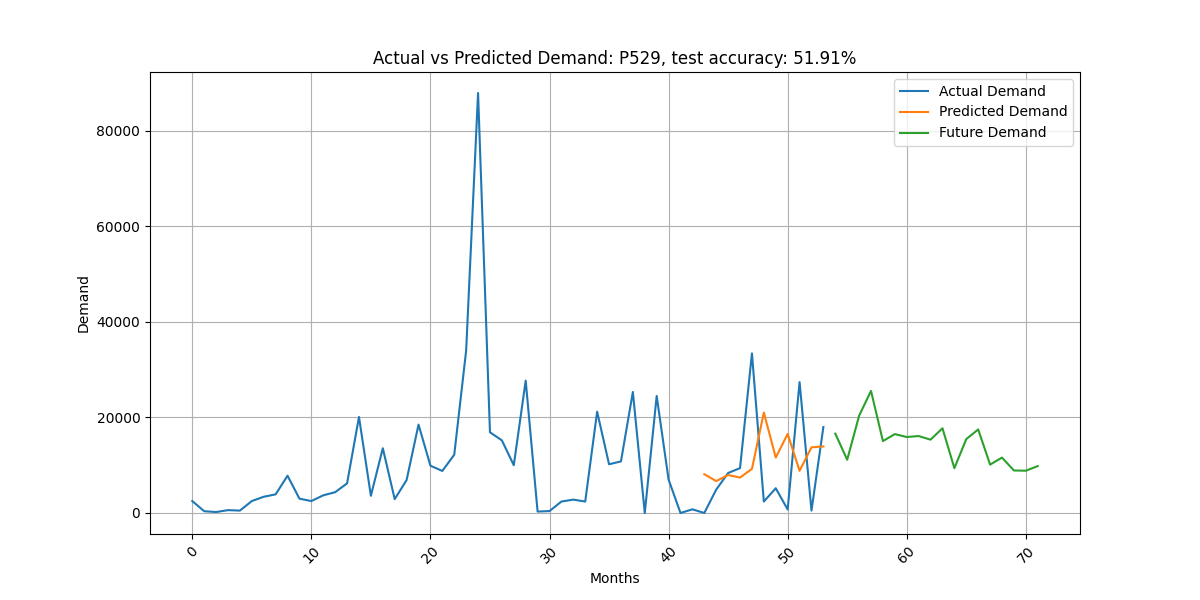 Actual vs Predicted Demand: P529, test accuracy: 51.91%
Actual Demand
Predicted Demand
Future Demand
80000
60000
40000
20000
0
Demand
0 10 20 30 40 50 60 70
Months